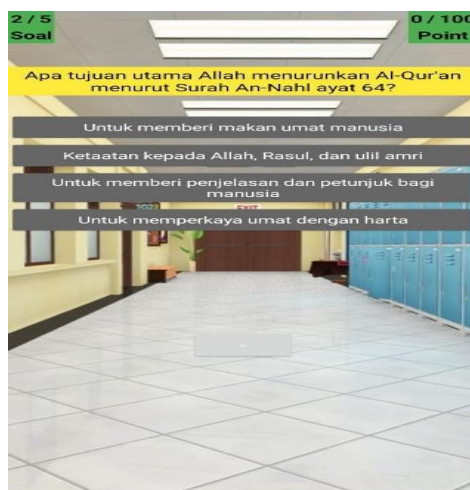 2 / 5
Soal
0 / 100
Point
Apa tujuan utama Allah menurunkan Al-Qur'an
menurut Surah An-Nahl ayat 64?
Untuk memberi makan umat manusia
Ketaatan kepada Allah, Rasul, dan ulil amri
Untuk memberi penjelasan dan petunjuk bagi
manusia
Untuk memperkaya umat dengan harta
EXIT